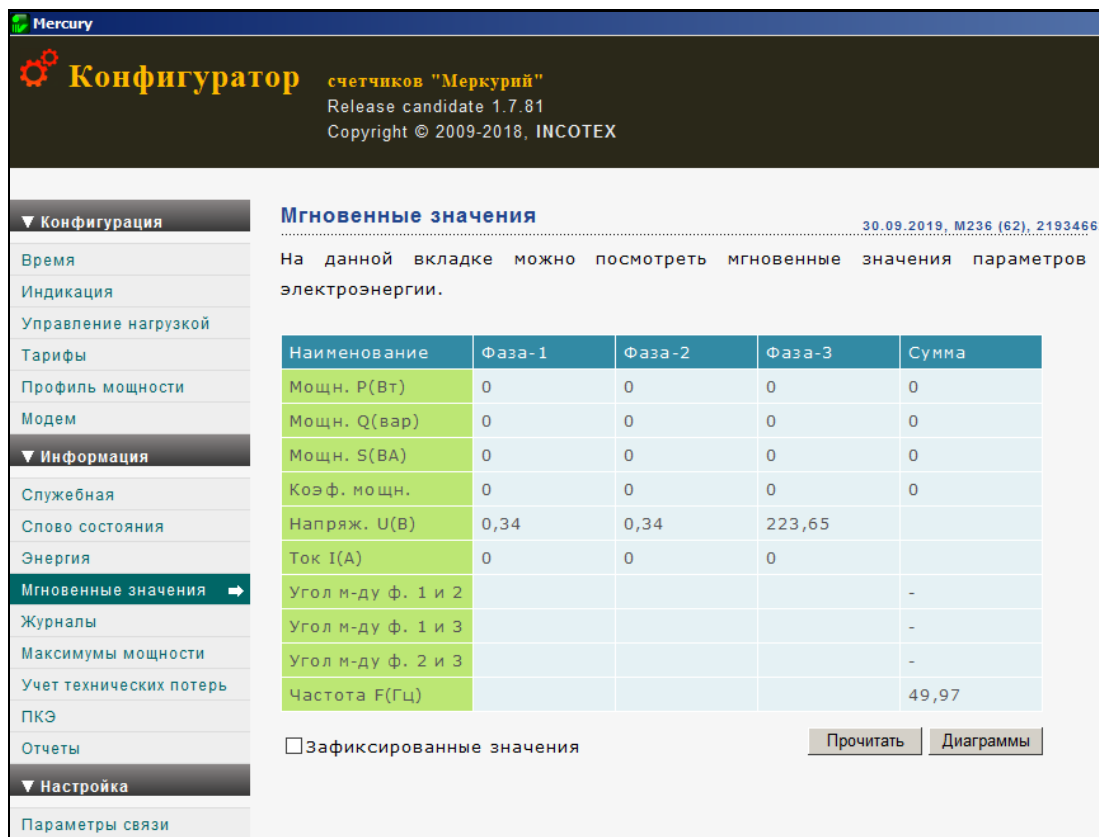 Mercury
Конфигуратор
счетчиков "Меркурий"
Release candidate 1.7.81
Copyright © 2009-2018, INCOTEX
▼ Конфигурация
Время
Индикация
Управление нагрузкой
Тарифы
Профиль мощности
Модем
▼ Информация
Служебная
Слово состояния
Энергия
Мгновенные значения
Журналы
Максимумы мощности
Учет технических потерь
ПКЭ
Отчеты
▼ Настройка
Параметры связи
Мгновенные значения
30.09.2019, M236 (62), 2193466
На данной вкладке можно посмотреть мгновенные значения параметров
электроэнергии.
Наименование Фаза-1 Фаза-2 Фаза-3 Сумма
Мощн. P(Вт) 0 0 0 0
Мощн. Q(вар) 0 0 0 0
Мощн. S(ВА) 0 0 0 0
Коэф. мощн. 0 0 0 0
Напряж. U(В) 0,34 0,34 223,65
Ток I(А) 0 0 0
Угол м-ду ф. 1 и 2 -
Угол м-ду ф. 1 и 3 -
Угол м-ду ф. 2 и 3 -
Частота F(Гц) 49,97
Зафиксированные значения
Прочитать Диаграммы